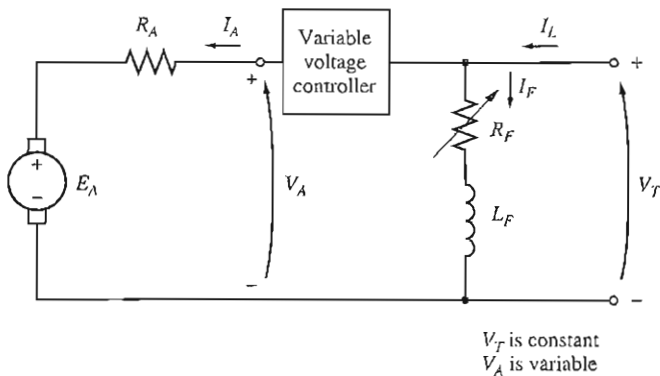 R_A
I_A
Variable
voltage
controller
I_L
+
+
I_F
R_F
+
−
E_A
V_A
V_T
L_F
−
−
V_T is constant
V_A is variable